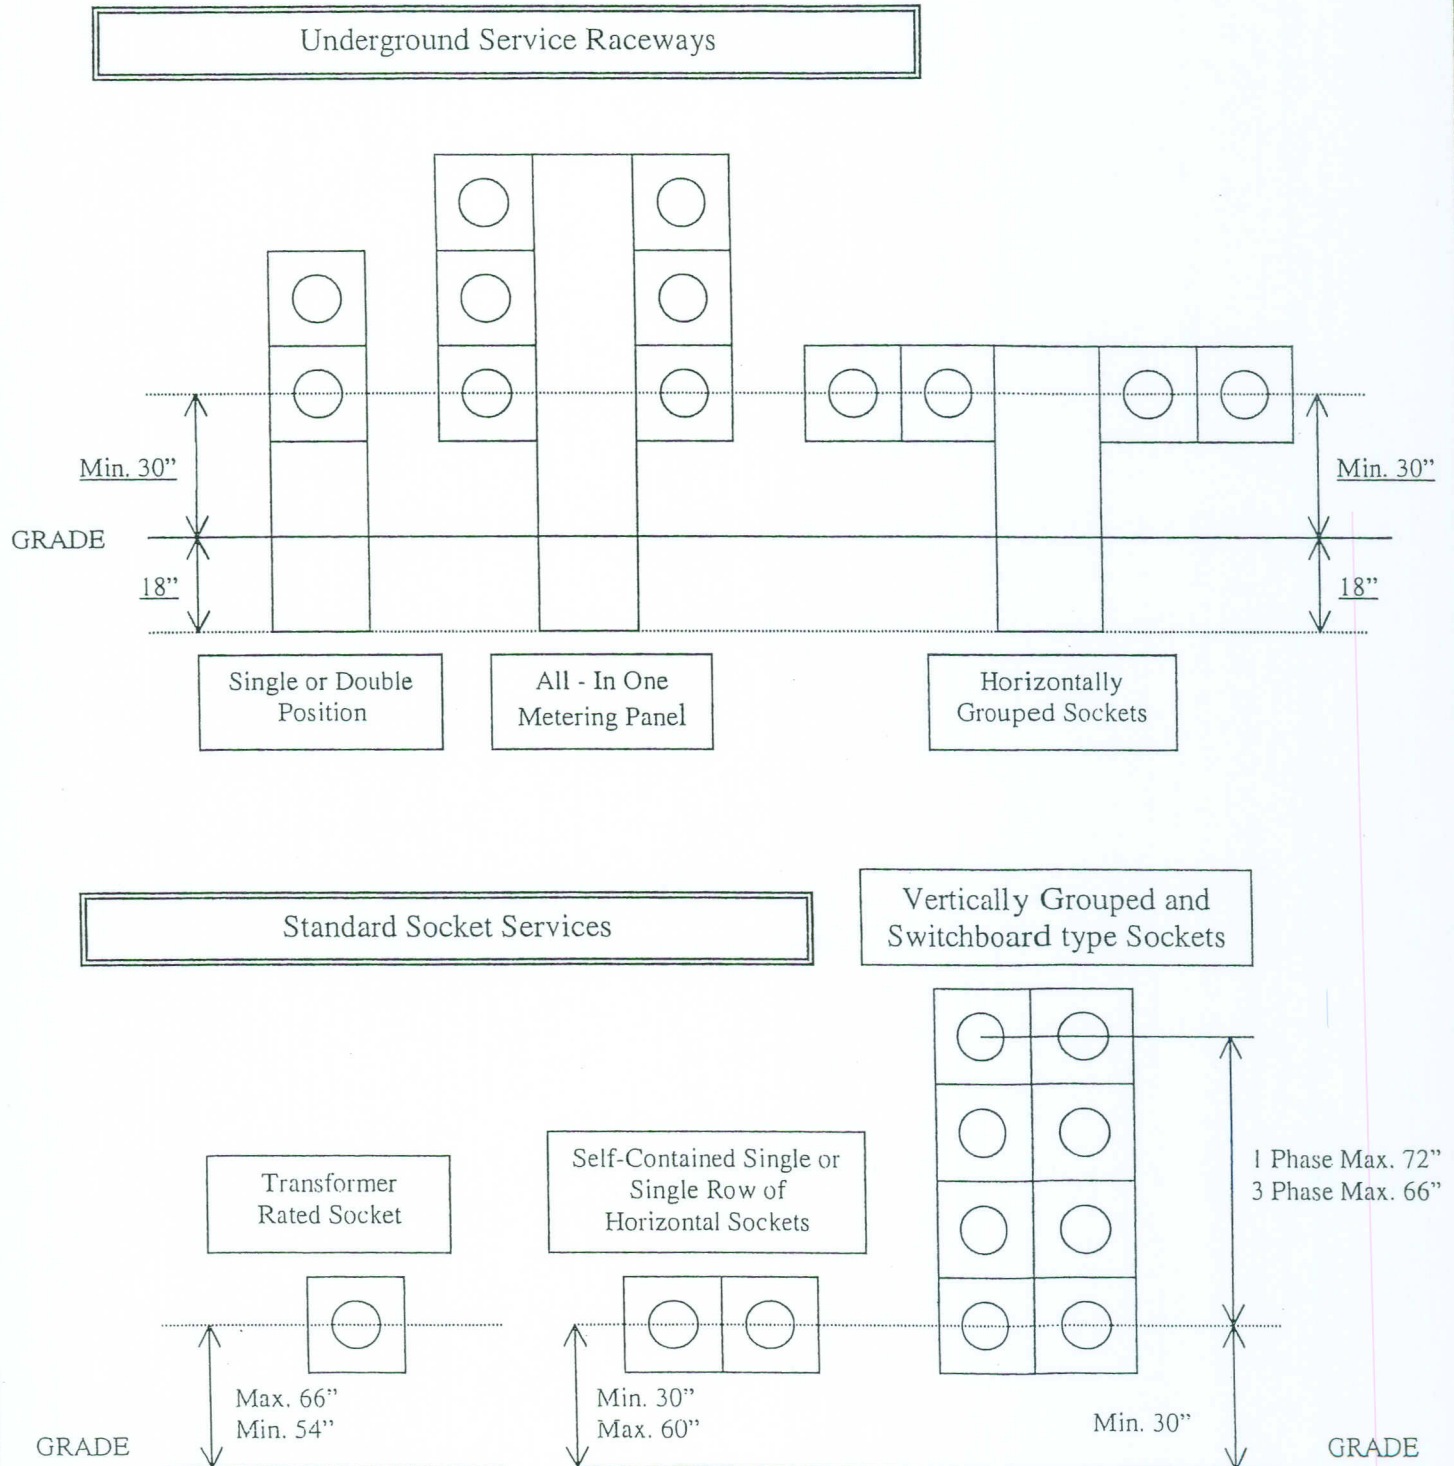 Underground Service Raceways
Min. 30”
Min. 30”
GRADE
18”
18”
Single or Double
Position
All - In One
Metering Panel
Horizontally
Grouped Sockets
Standard Socket Services
Vertically Grouped and
Switchboard type Sockets
Transformer
Rated Socket
Self-Contained Single or
Single Row of
Horizontal Sockets
1 Phase Max. 72”
3 Phase Max. 66”
Max. 66”
Min. 54”
Min. 30”
Max. 60”
Min. 30”
GRADE
GRADE